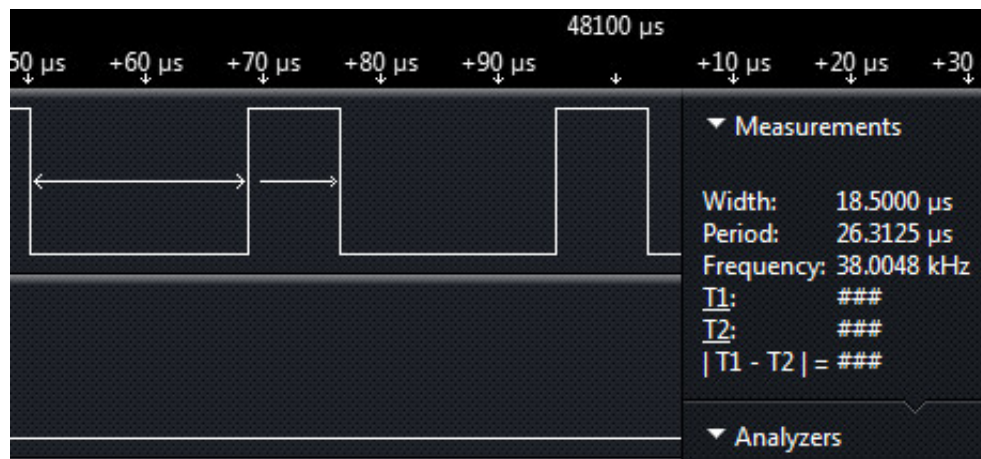 48100 µs
50 µs +60 µs +70 µs +80 µs +90 µs +10 µs +20 µs +30
Measurements
Width: 18.5000 µs
Period: 26.3125 µs
Frequency: 38.0048 kHz
T1: ###
T2: ###
| T1 - T2 | = ###
Analyzers